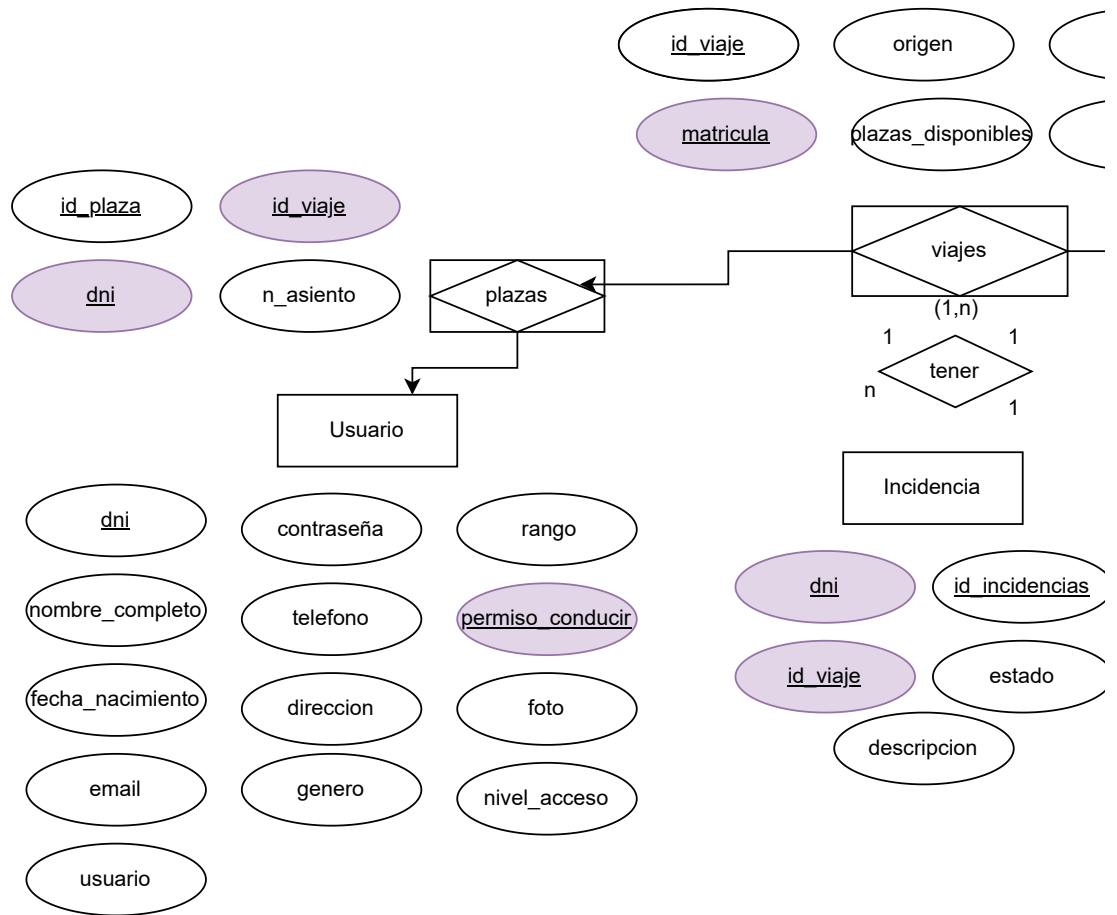 id_viaje
origen
matricula
plazas_disponibles
id_plaza
id_viaje
dni
n_asiento
plazas
viajes
(1,n)
1
1
tener
n
1
Usuario
Incidencia
dni
contraseña
rango
nombre_completo
telefono
permiso_conducir
fecha_nacimiento
direccion
foto
email
genero
nivel_acceso
usuario
dni
id_incidencias
id_viaje
estado
descripcion